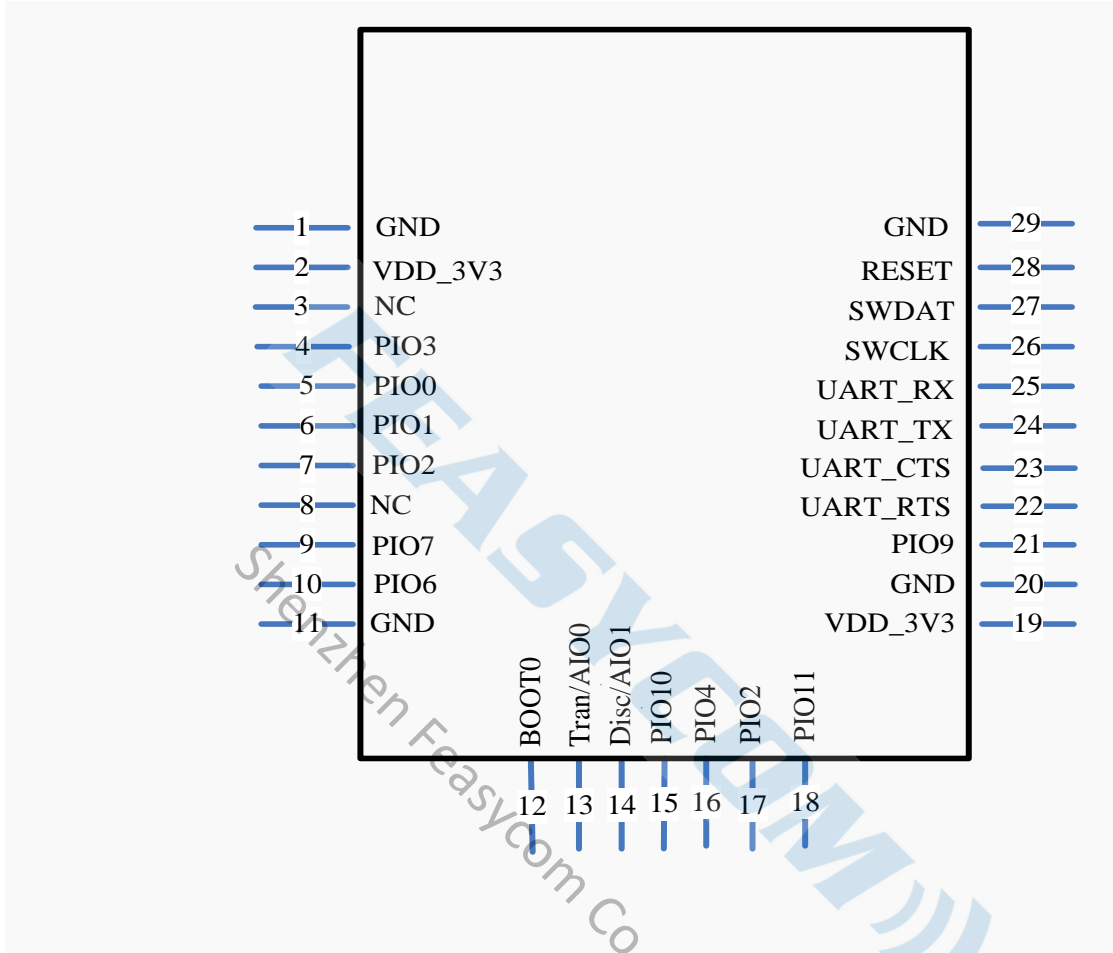 1 GND
2 VDD_3V3
3 NC
4 PIO3
5 PIO0
6 PIO1
7 PIO2
8 NC
9 PIO7
10 PIO6
11 GND
GND 29
RESET 28
SWDAT 27
SWCLK 26
UART_RX 25
UART_TX 24
UART_CTS 23
UART_RTS 22
PIO9 21
GND 20
VDD_3V3 19
BOOT0 12
Tran/AIO0 13
Disc/AIO1 14
PIO10 15
PIO4 16
PIO2 17
PIO11 18
FEASYCOM
Shenzhen Feasycom Co